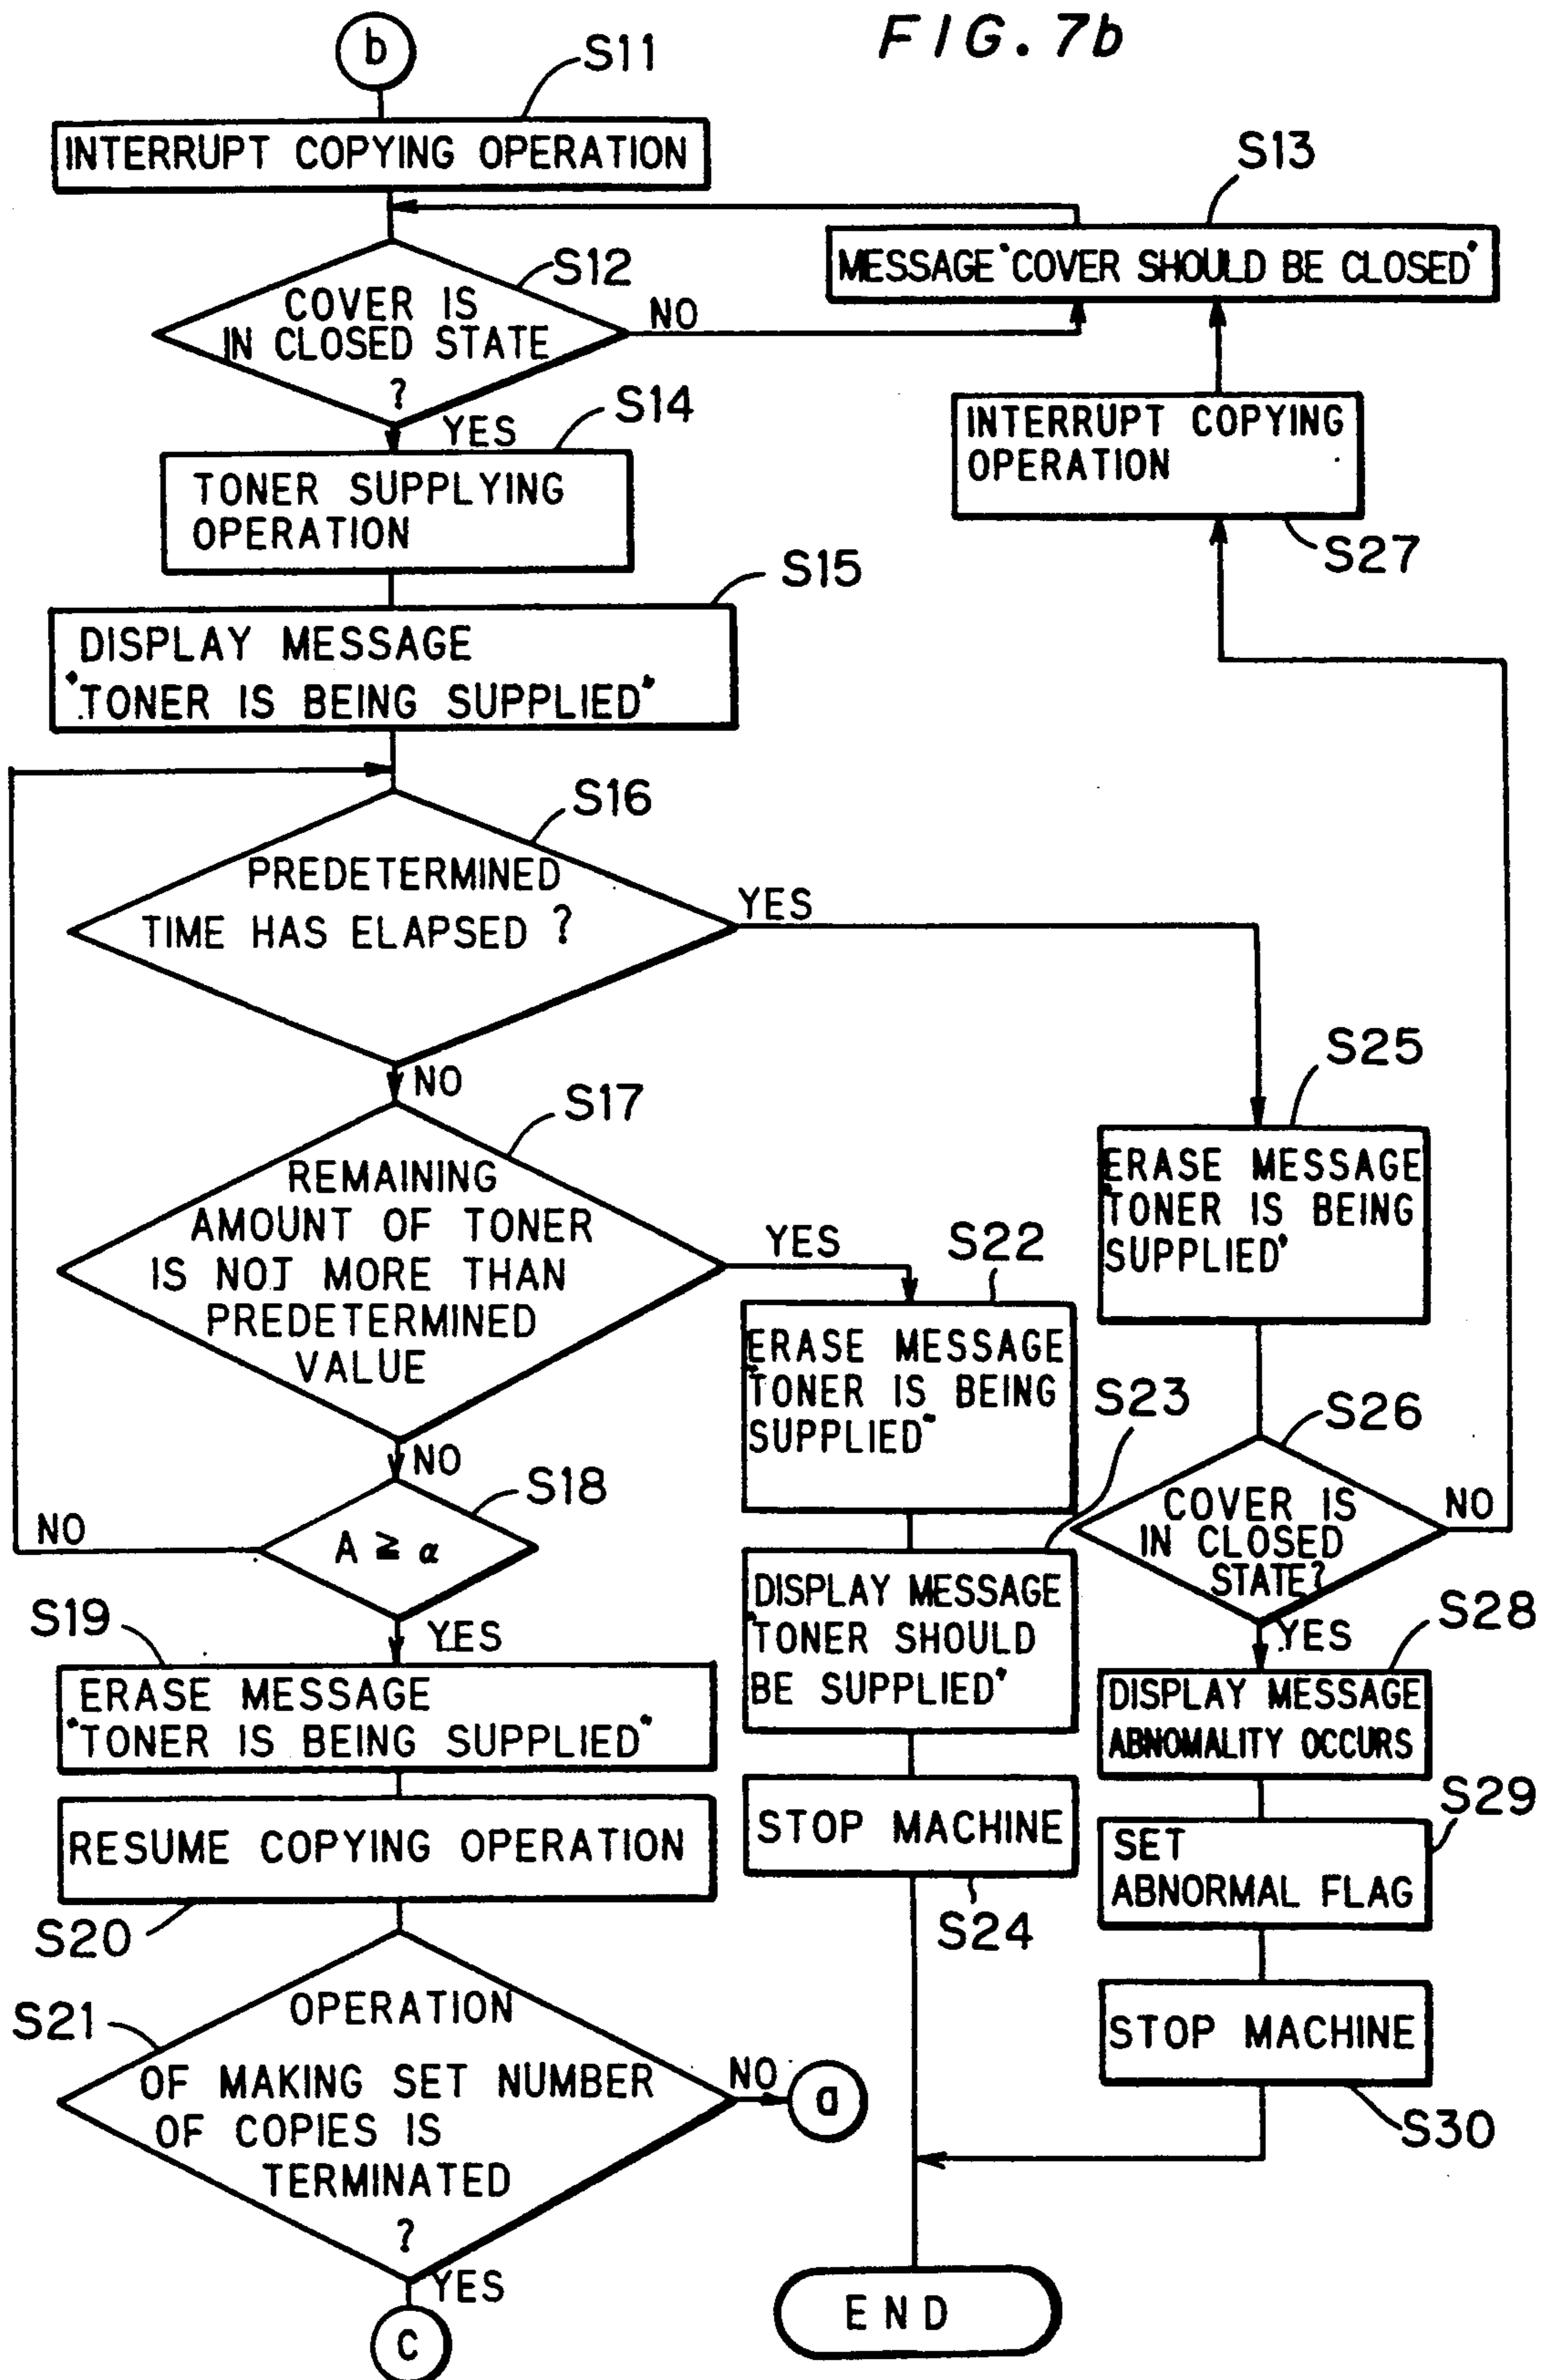 FIG. 7b
b
S11
INTERRUPT COPYING OPERATION
S13
MESSAGE "COVER SHOULD BE CLOSED"
S12
COVER IS
IN CLOSED STATE
?
NO
YES
S14
TONER SUPPLYING
OPERATION
INTERRUPT COPYING
OPERATION
S27
S15
DISPLAY MESSAGE
"TONER IS BEING SUPPLIED"
S16
PREDETERMINED
TIME HAS ELAPSED ?
YES
NO
S17
REMAINING
AMOUNT OF TONER
IS NOT MORE THAN
PREDETERMINED
VALUE
YES
NO
S18
A ≧ α
NO
YES
S19
ERASE MESSAGE
"TONER IS BEING SUPPLIED"
RESUME COPYING OPERATION
S20
S21
OPERATION
OF MAKING SET NUMBER
OF COPIES IS
TERMINATED
?
NO
a
YES
c
S22
ERASE MESSAGE
"TONER IS BEING
SUPPLIED"
S23
DISPLAY MESSAGE
"TONER SHOULD
BE SUPPLIED"
STOP MACHINE
S24
S25
ERASE MESSAGE
"TONER IS BEING
SUPPLIED"
S26
COVER IS
IN CLOSED
STATE?
NO
YES
S28
DISPLAY MESSAGE
ABNOMALITY OCCURS
S29
SET
ABNORMAL FLAG
STOP MACHINE
S30
END